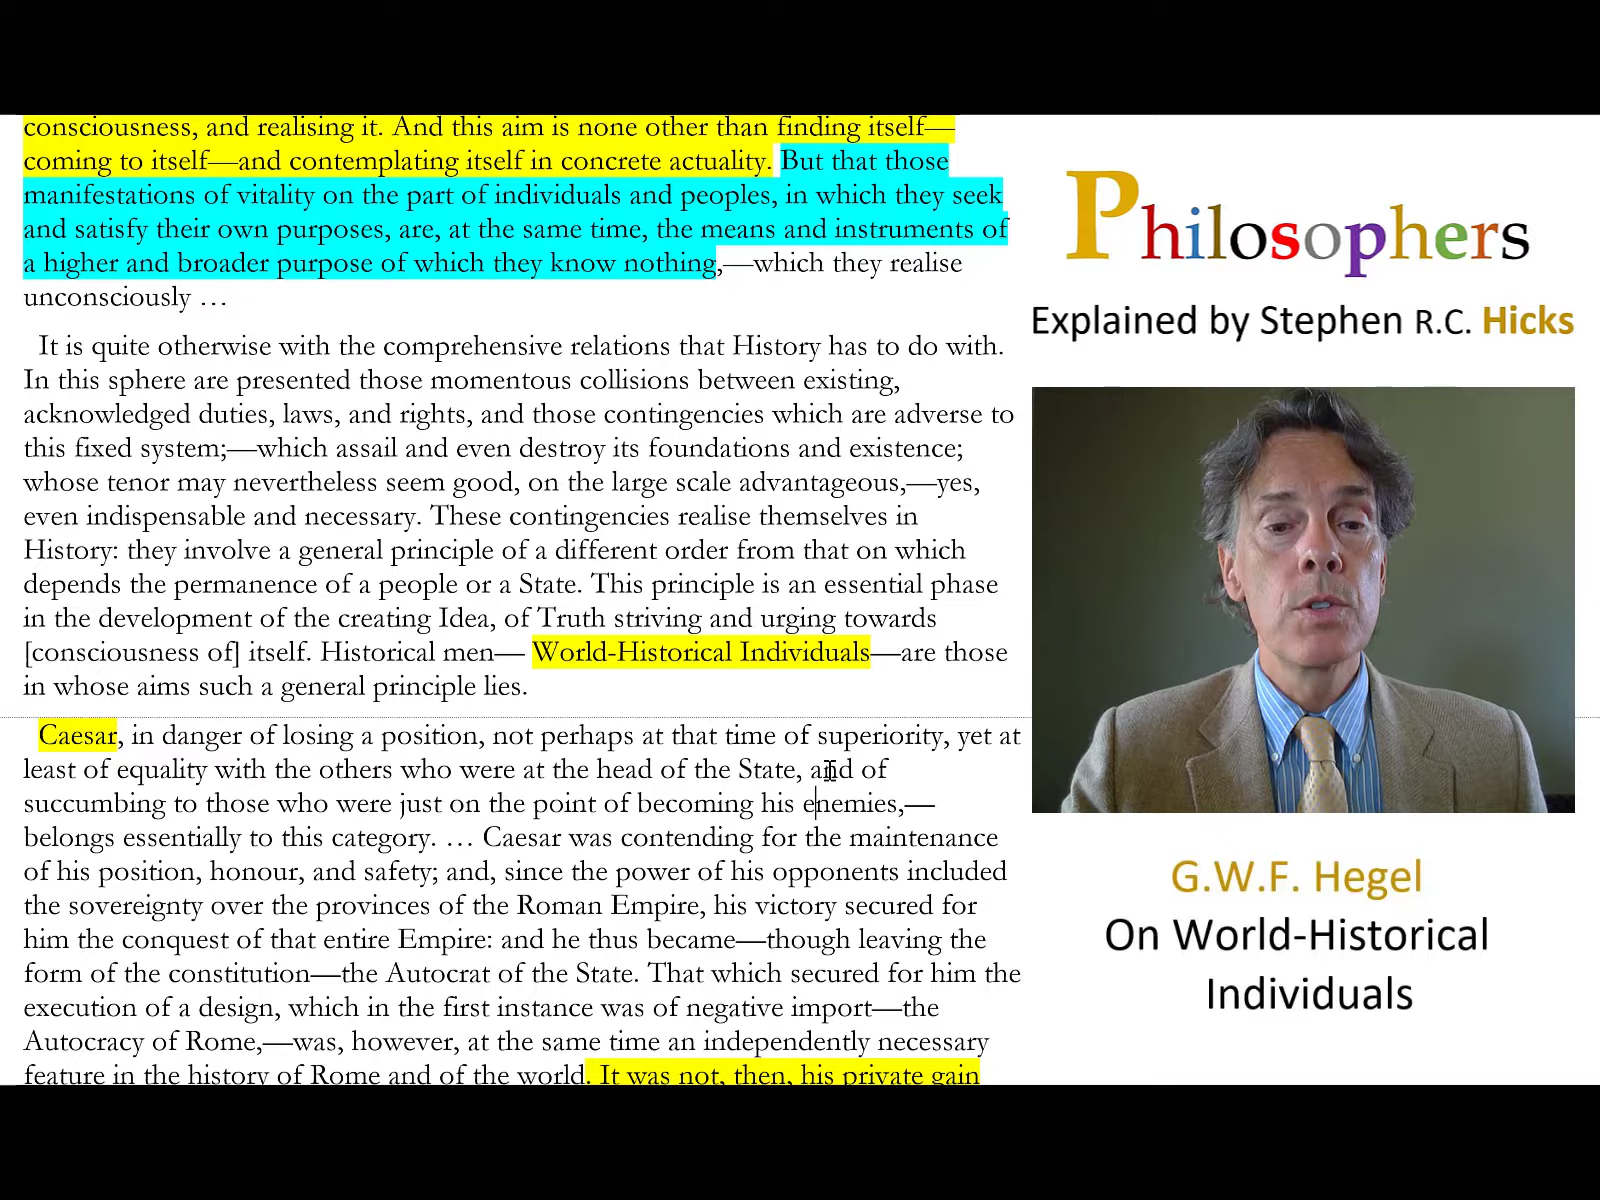 consciousness, and realising it. And this aim is none other than finding itself—
coming to itself—and contemplating itself in concrete actuality. But that those
manifestations of vitality on the part of individuals and peoples, in which they seek
and satisfy their own purposes, are, at the same time, the means and instruments of
a higher and broader purpose of which they know nothing,—which they realise
unconsciously …
It is quite otherwise with the comprehensive relations that History has to do with.
In this sphere are presented those momentous collisions between existing,
acknowledged duties, laws, and rights, and those contingencies which are adverse to
this fixed system;—which assail and even destroy its foundations and existence;
whose tenor may nevertheless seem good, on the large scale advantageous,—yes,
even indispensable and necessary. These contingencies realise themselves in
History: they involve a general principle of a different order from that on which
depends the permanence of a people or a State. This principle is an essential phase
in the development of the creating Idea, of Truth striving and urging towards
[consciousness of] itself. Historical men— World-Historical Individuals—are those
in whose aims such a general principle lies.
Caesar, in danger of losing a position, not perhaps at that time of superiority, yet at
least of equality with the others who were at the head of the State, and of
succumbing to those who were just on the point of becoming his enemies,—
belongs essentially to this category. … Caesar was contending for the maintenance
of his position, honour, and safety; and, since the power of his opponents included
the sovereignty over the provinces of the Roman Empire, his victory secured for
him the conquest of that entire Empire: and he thus became—though leaving the
form of the constitution—the Autocrat of the State. That which secured for him the
execution of a design, which in the first instance was of negative import—the
Autocracy of Rome,—was, however, at the same time an independently necessary
feature in the history of Rome and of the world. It was not, then, his private gain
Philosophers
Explained by Stephen R.C. Hicks
G.W.F. Hegel
On World-Historical
Individuals